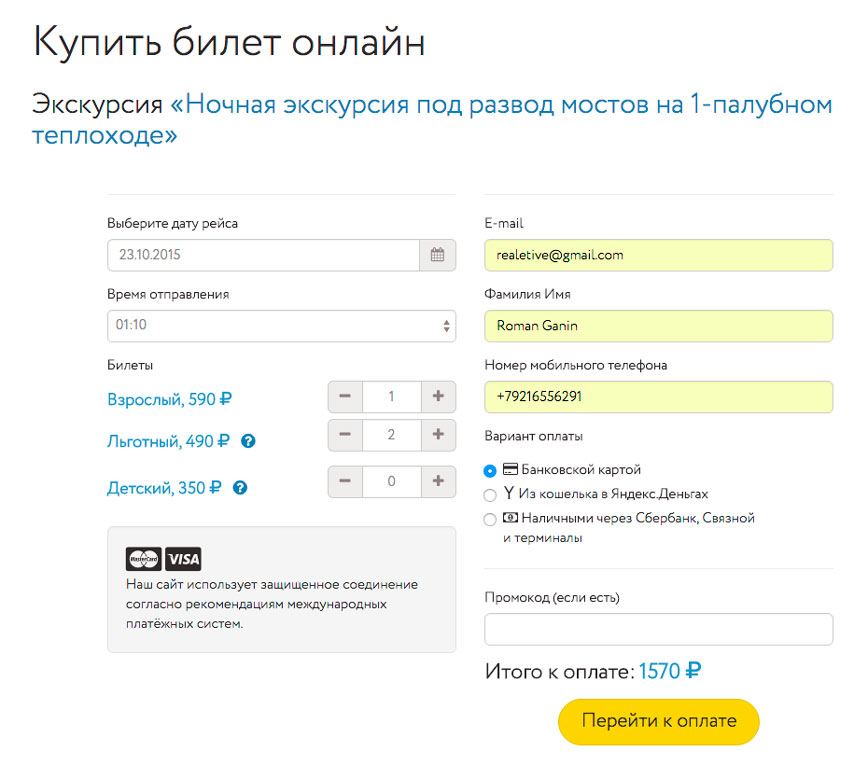 Купить билет онлайн
Экскурсия «Ночная экскурсия под развод мостов на 1-палубном
теплоходе»
Выберите дату рейса
23.10.2015
Время отправления
01:10
Билеты
Взрослый, 590 ₽
− 1 +
Льготный, 490 ₽ ?
− 2 +
Детский, 350 ₽ ?
− 0 +
MasterCard VISA
Наш сайт использует защищенное соединение
согласно рекомендациям международных
платёжных систем.
E-mail
realetive@gmail.com
Фамилия Имя
Roman Ganin
Номер мобильного телефона
+79216556291
Вариант оплаты
Банковской картой
Из кошелька в Яндекс.Деньгах
Наличными через Сбербанк, Связной
и терминалы
Промокод (если есть)
Итого к оплате: 1570 ₽
Перейти к оплате